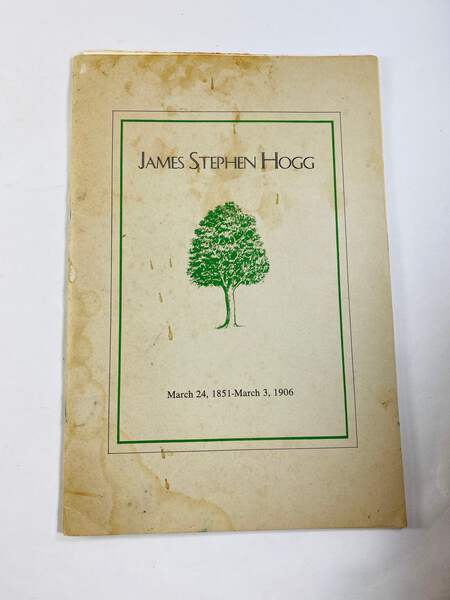 JAMES STEPHEN HOGG
March 24, 1851-March 3, 1906